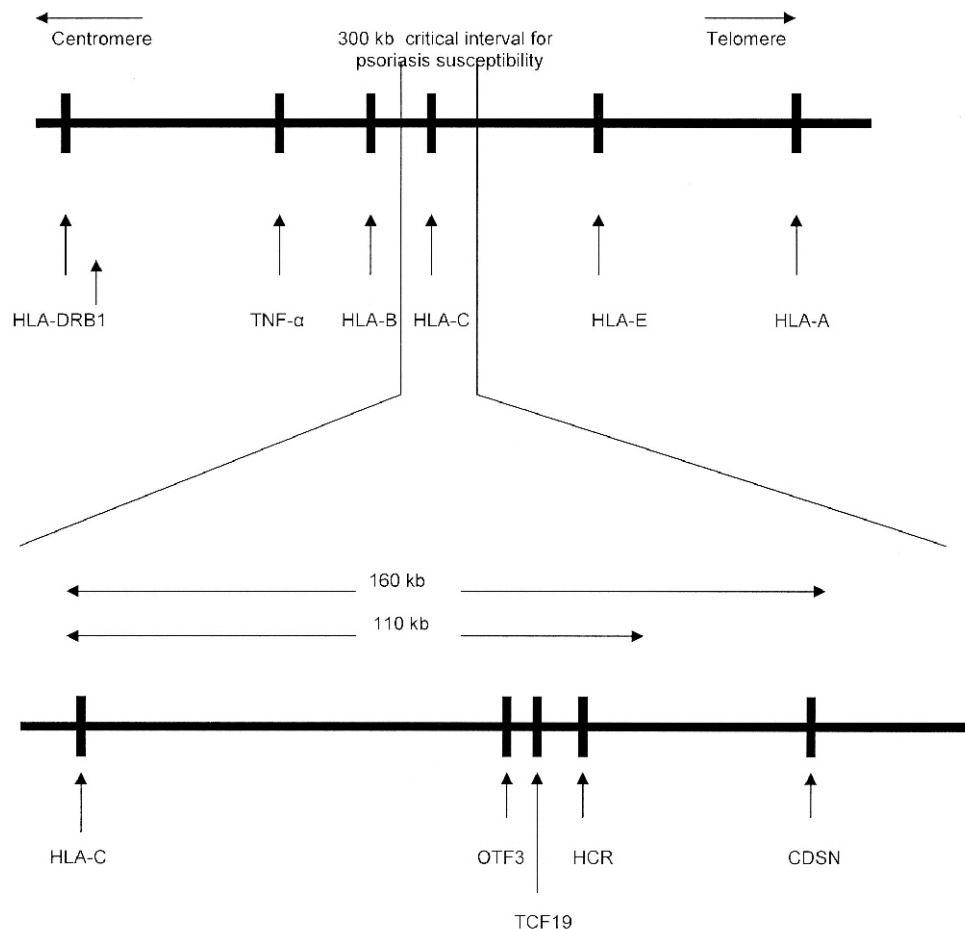 Centromere
300 kb critical interval for
psoriasis susceptibility
Telomere
HLA-DRB1
TNF-α
HLA-B
HLA-C
HLA-E
HLA-A
160 kb
110 kb
HLA-C
OTF3
HCR
CDSN
TCF19